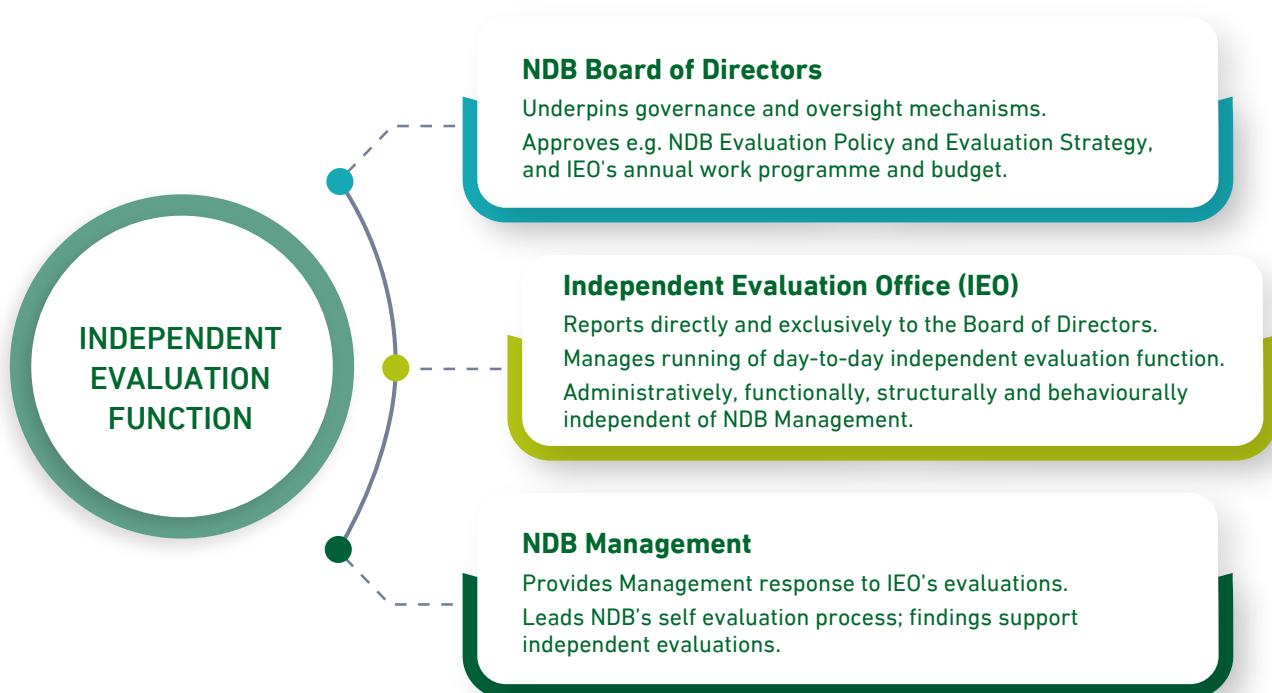 INDEPENDENT
EVALUATION
FUNCTION
NDB Board of Directors
Underpins governance and oversight mechanisms.
Approves e.g. NDB Evaluation Policy and Evaluation Strategy,
and IEO's annual work programme and budget.
Independent Evaluation Office (IEO)
Reports directly and exclusively to the Board of Directors.
Manages running of day-to-day independent evaluation function.
Administratively, functionally, structurally and behaviourally
independent of NDB Management.
NDB Management
Provides Management response to IEO’s evaluations.
Leads NDB’s self evaluation process; findings support
independent evaluations.